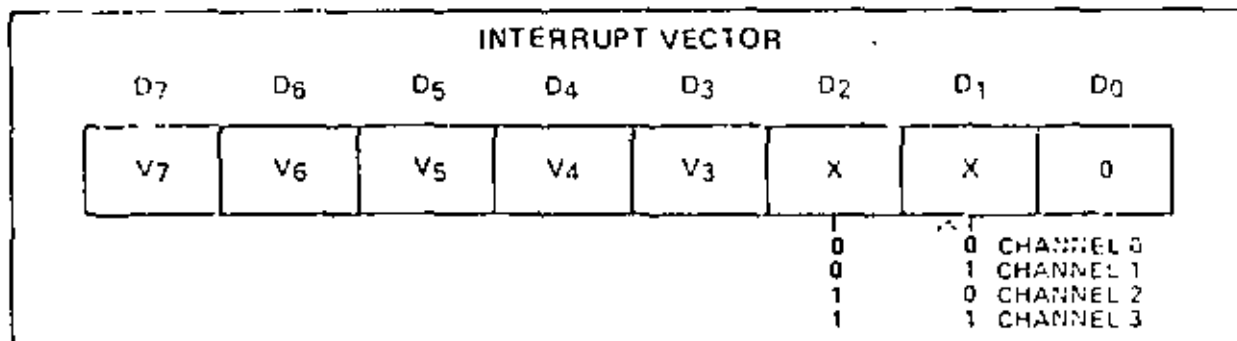 INTERRUPT VECTOR
D7 D6 D5 D4 D3 D2 D1 D0
V7 V6 V5 V4 V3 X X 0
0 0 CHANNEL 0
0 1 CHANNEL 1
1 0 CHANNEL 2
1 1 CHANNEL 3